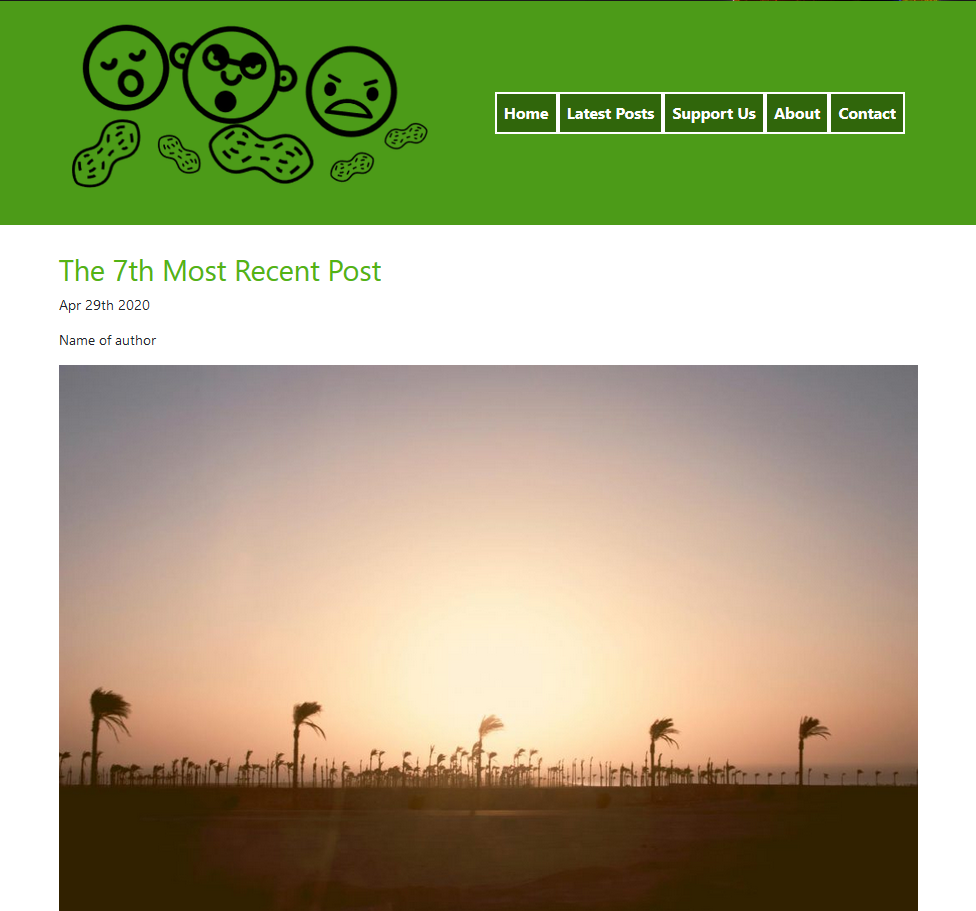 Home Latest Posts Support Us About Contact
The 7th Most Recent Post
Apr 29th 2020
Name of author